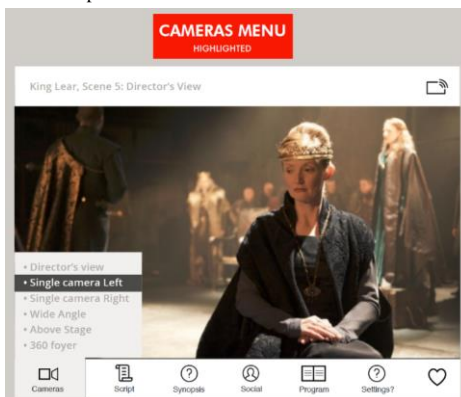 CAMERAS MENU
HIGHLIGHTED
King Lear, Scene 5: Director's View
• Director's view
• Single camera Left
• Single camera Right
• Wide Angle
• Above Stage
• 360 foyer
Cameras Script Synopsis Social Program Settings?